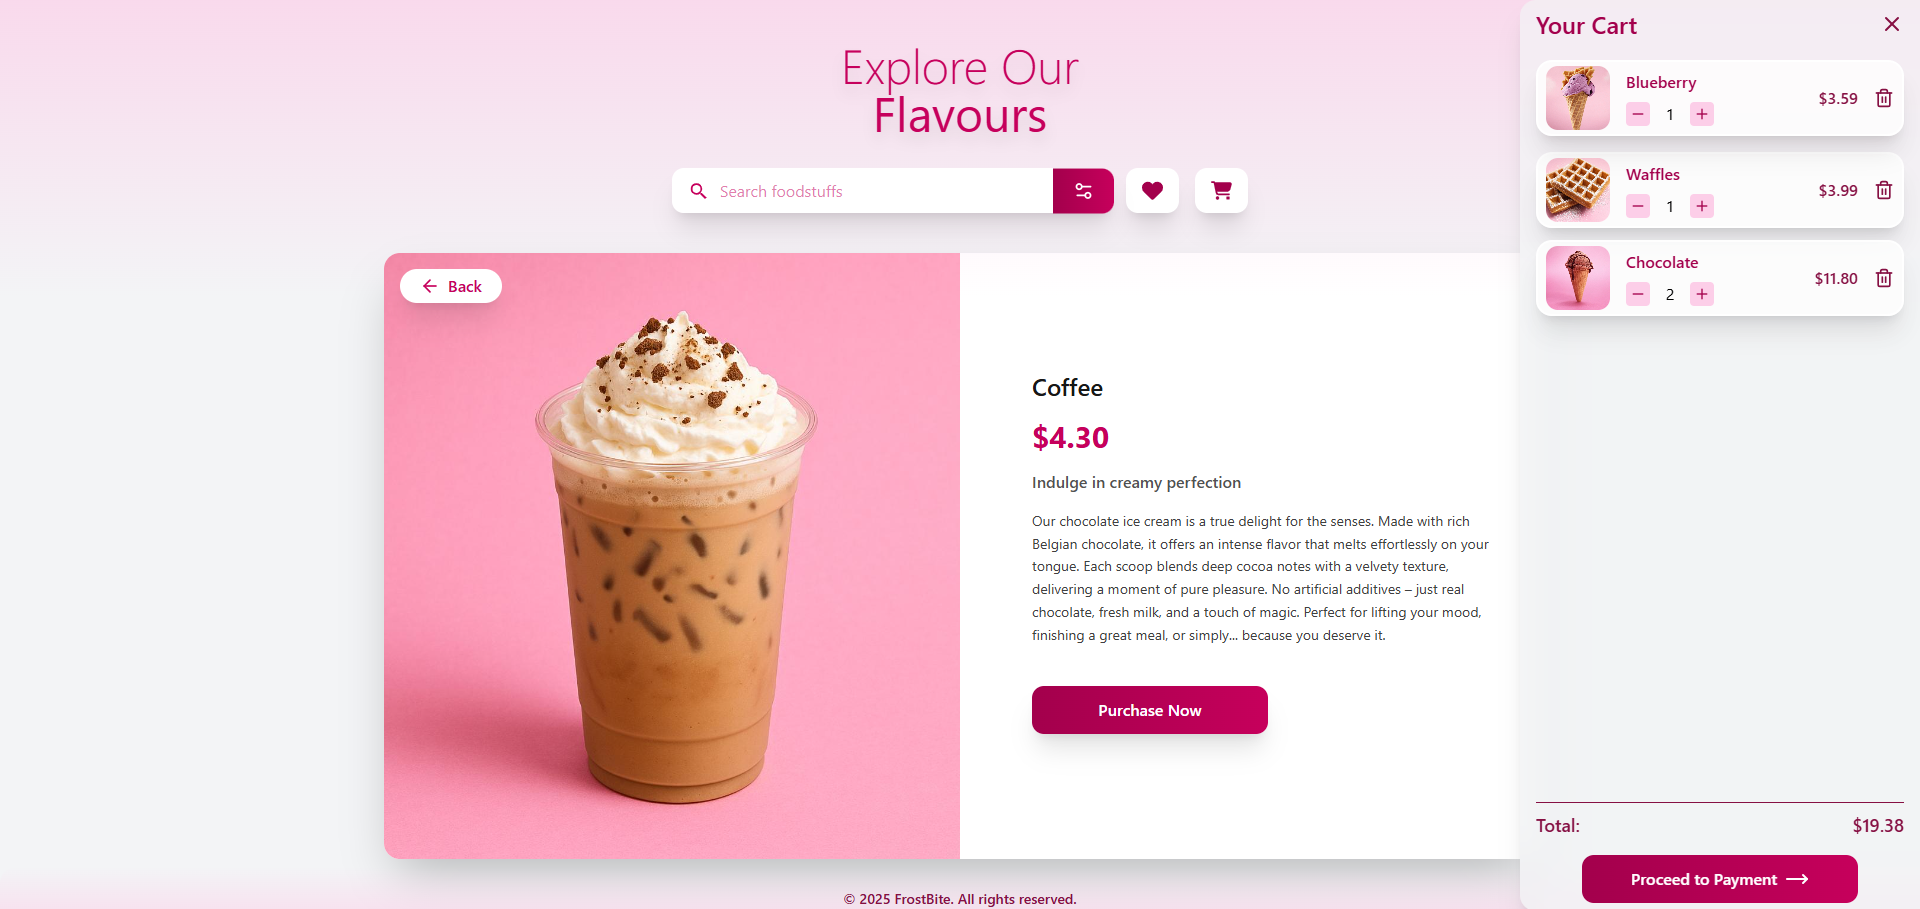 Explore Our
Flavours
Search foodstuffs
Back
Coffee
$4.30
Indulge in creamy perfection
Our chocolate ice cream is a true delight for the senses. Made with rich
Belgian chocolate, it offers an intense flavor that melts effortlessly on your
tongue. Each scoop blends deep cocoa notes with a velvety texture,
delivering a moment of pure pleasure. No artificial additives – just real
chocolate, fresh milk, and a touch of magic. Perfect for lifting your mood,
finishing a great meal, or simply... because you deserve it.
Purchase Now
© 2025 FrostBite. All rights reserved.
Your Cart
Blueberry
1
$3.59
Waffles
1
$3.99
Chocolate
2
$11.80
Total: $19.38
Proceed to Payment